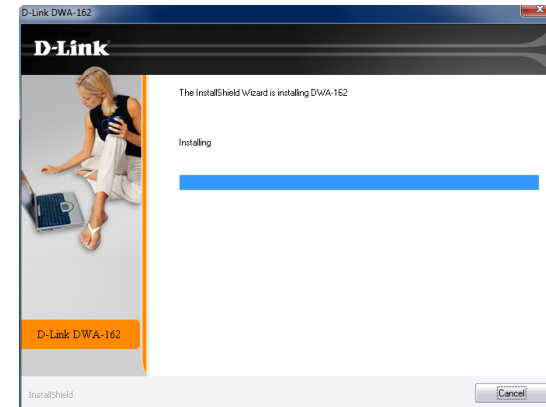 D-Link DWA-162
D-Link
The InstallShield Wizard is installing DWA-162
Installing
D-Link DWA-162
InstallShield
Cancel